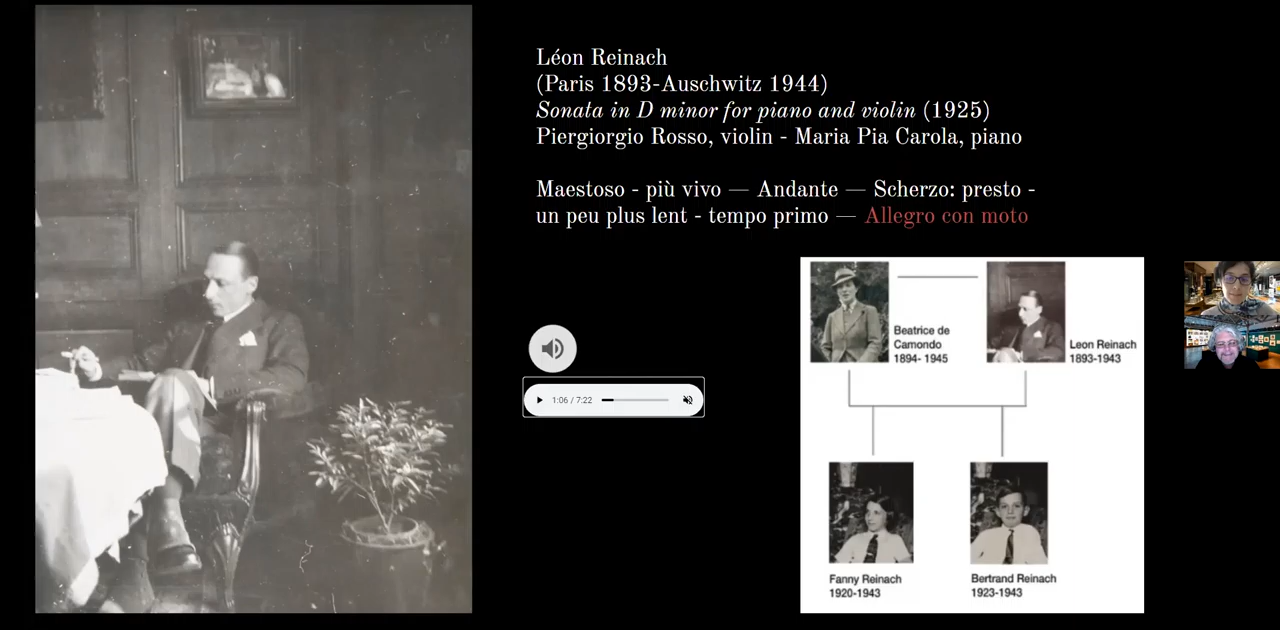 Léon Reinach
(Paris 1893-Auschwitz 1944)
Sonata in D minor for piano and violin (1925)
Piergiorgio Rosso, violin - Maria Pia Carola, piano
Maestoso - più vivo — Andante — Scherzo: presto -
un peu plus lent - tempo primo — Allegro con moto
1:06 / 7:22
Beatrice de
Camondo
1894- 1945
Leon Reinach
1893-1943
Fanny Reinach
1920-1943
Bertrand Reinach
1923-1943